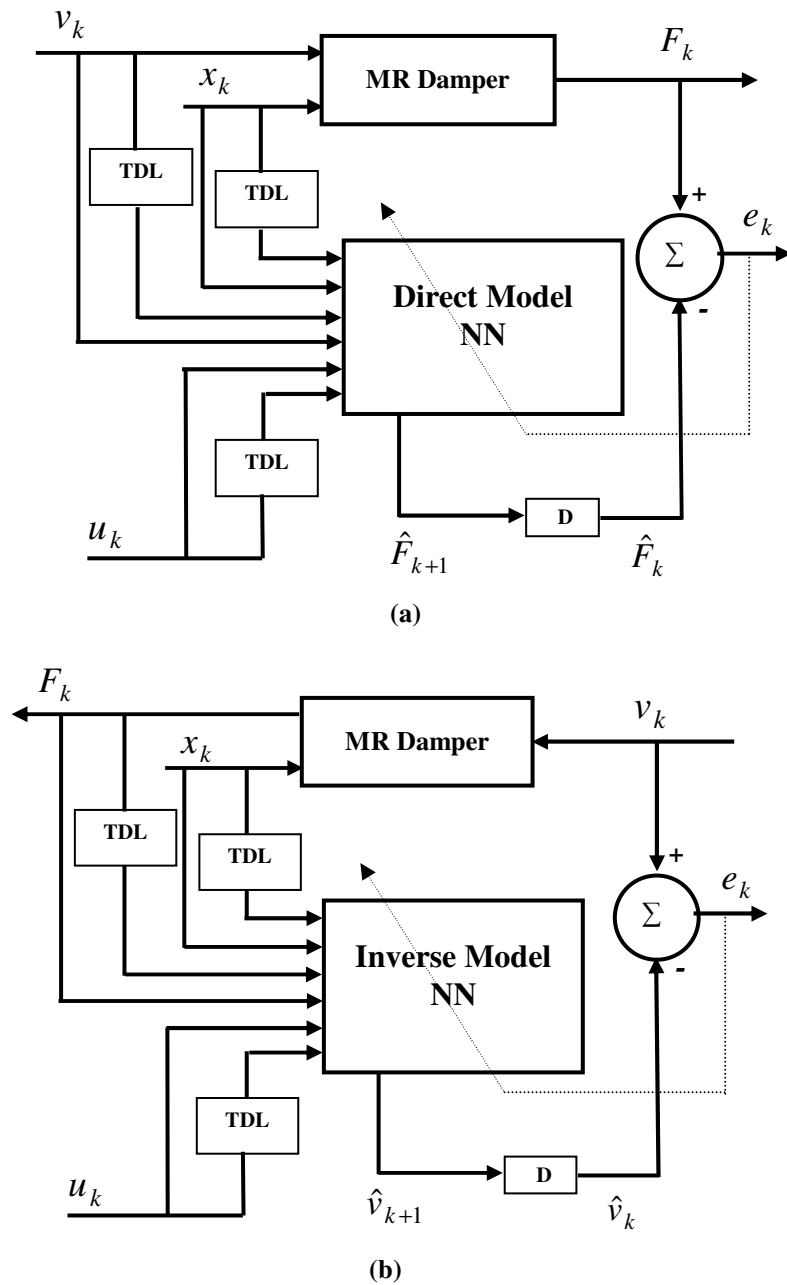 v_k
F_k
MR Damper
x_k
TDL
TDL
+
e_k
Σ
Direct Model
NN
-
TDL
D
u_k
F̂_{k+1}
F̂_k
(a)
F_k
v_k
MR Damper
x_k
TDL
TDL
+
e_k
Σ
Inverse Model
NN
-
TDL
D
u_k
v̂_{k+1}
v̂_k
(b)